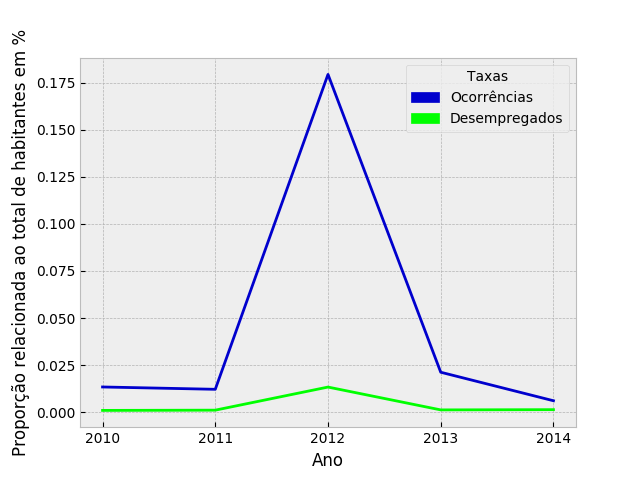 Proporção relacionada ao total de habitantes em %
0.175
0.150
0.125
0.100
0.075
0.050
0.025
0.000
Taxas
Ocorrências
Desempregados
2010 2011 2012 2013 2014
Ano